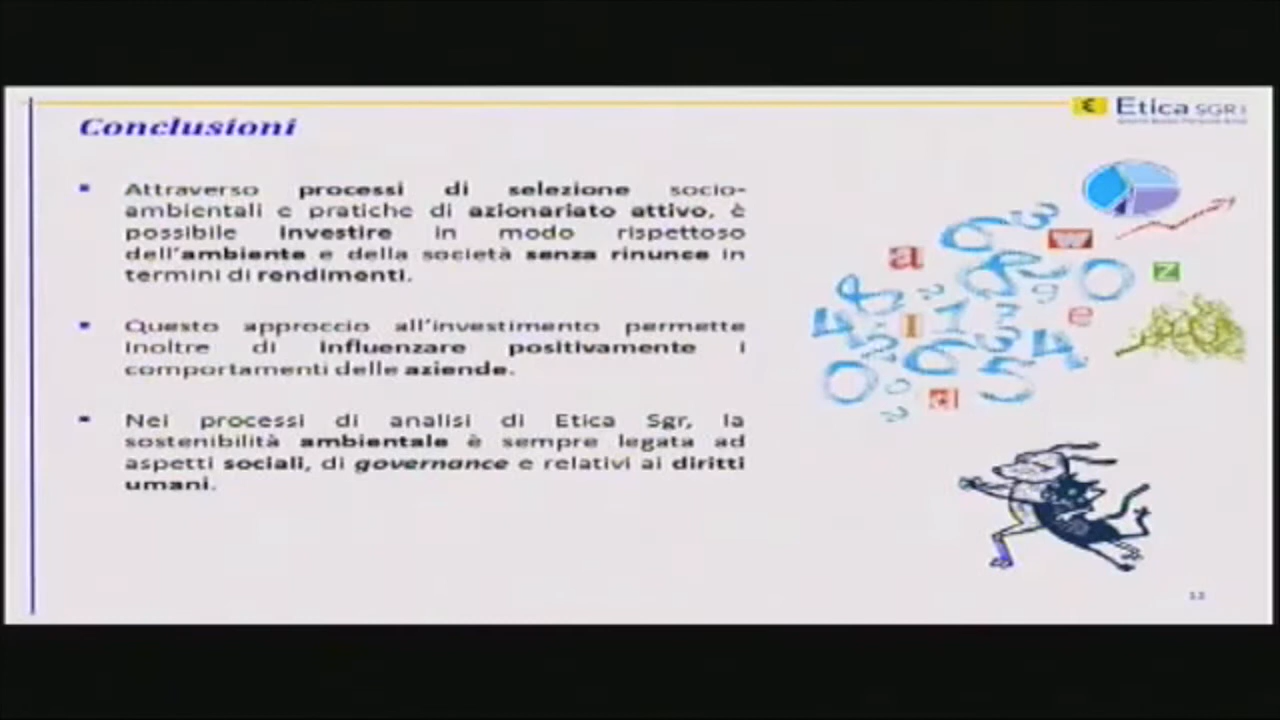 Etica SGR
Conclusioni
Attraverso processi di selezione socio-
ambientali e pratiche di azionariato attivo, è
possibile investire in modo rispettoso
dell'ambiente e della società senza rinunce in
termini di rendimenti.
Questo approccio all'investimento permette
inoltre di influenzare positivamente i
comportamenti delle aziende.
Nei processi di analisi di Etica Sgr, la
sostenibilità ambientale è sempre legata ad
aspetti sociali, di governance e relativi ai diritti
umani.